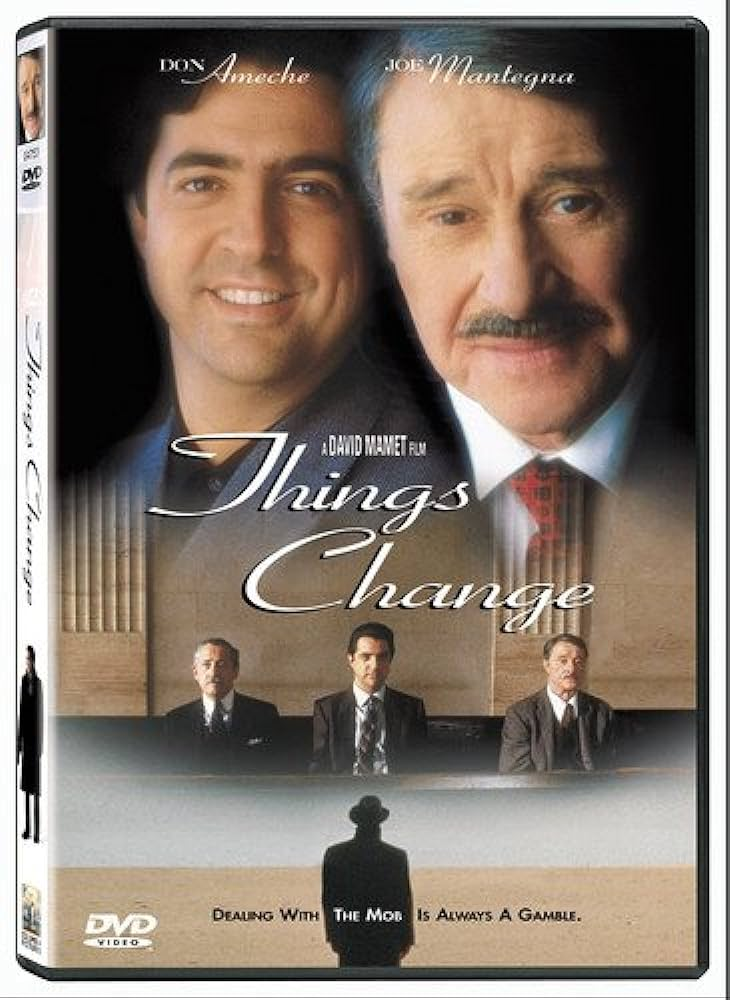 DON Ameche
JOE Mantegna
A DAVID MAMET FILM
Things
Change
DEALING WITH THE MOB IS ALWAYS A GAMBLE.
DVD
VIDEO
DVD
Things Change